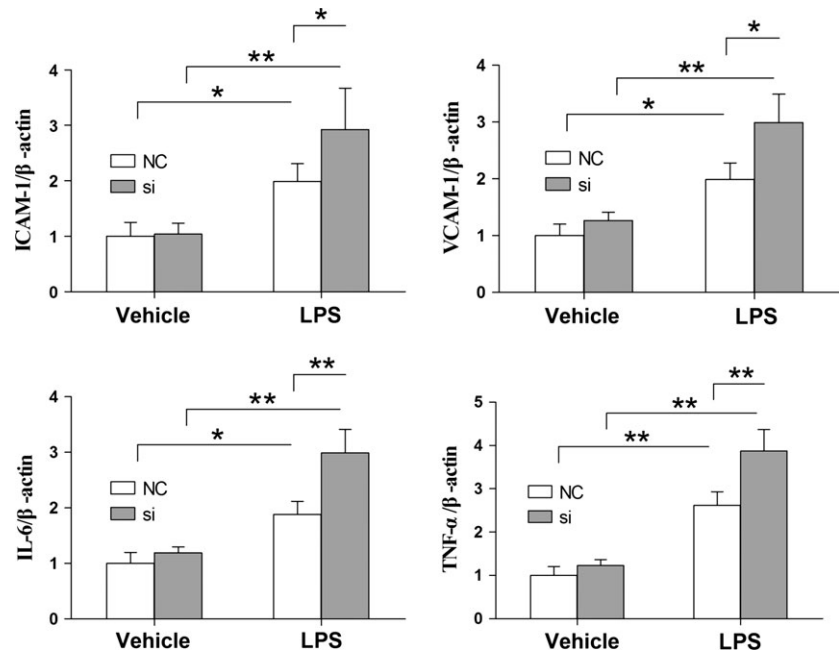 *
**
*
4
3
2
1
0
ICAM-1/β -actin
NC
si
Vehicle LPS
*
**
*
4
3
2
1
0
VCAM-1/β -actin
NC
si
Vehicle LPS
**
**
*
4
3
2
1
0
IL-6/β -actin
NC
si
Vehicle LPS
**
**
**
5
4
3
2
1
0
TNF-α /β -actin
NC
si
Vehicle LPS